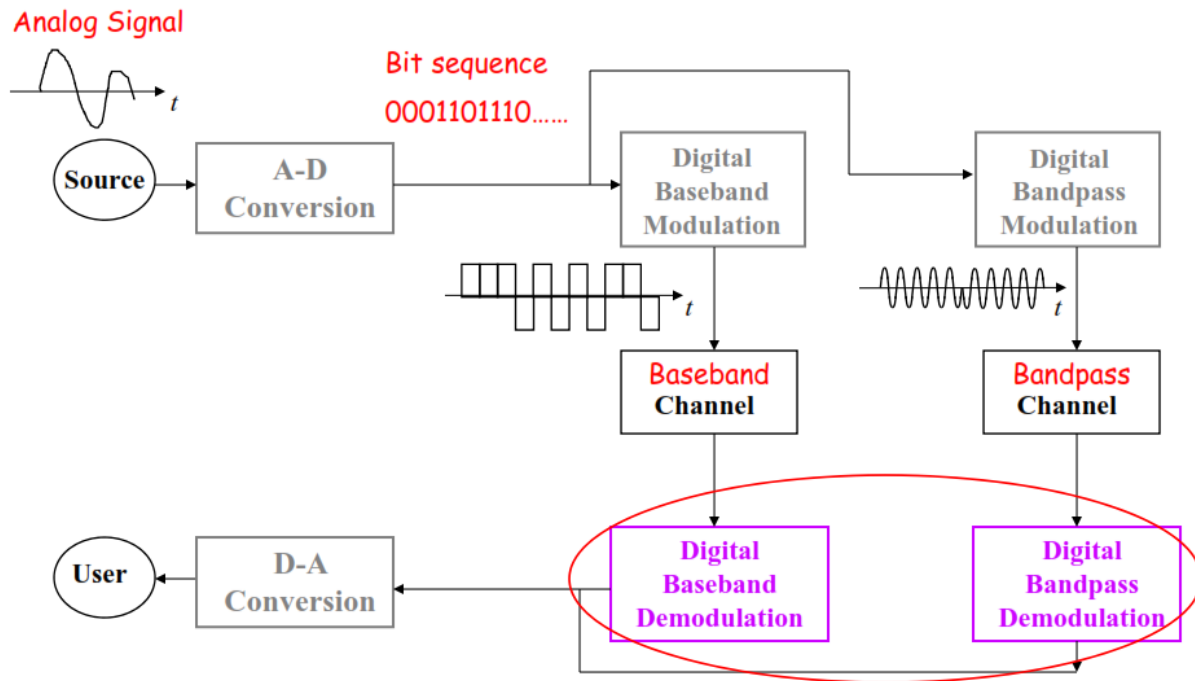 Analog Signal
t
Bit sequence
0001101110......
Source
A-D
Conversion
Digital
Baseband
Modulation
Digital
Bandpass
Modulation
t
t
Baseband
Channel
Bandpass
Channel
User
D-A
Conversion
Digital
Baseband
Demodulation
Digital
Bandpass
Demodulation